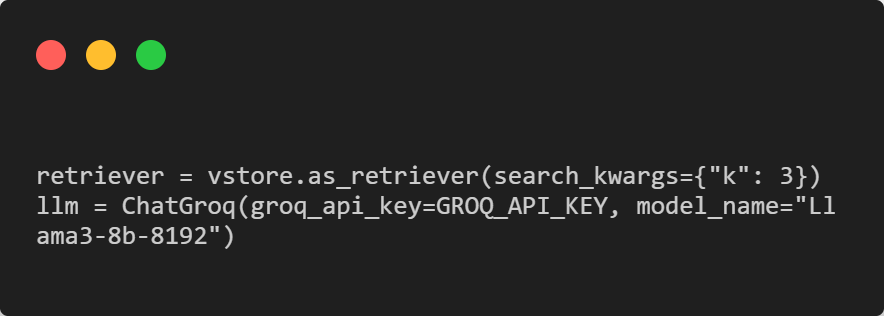 retriever = vstore.as_retriever(search_kwargs={"k": 3})
llm = ChatGroq(groq_api_key=GROQ_API_KEY, model_name="Ll
ama3-8b-8192")